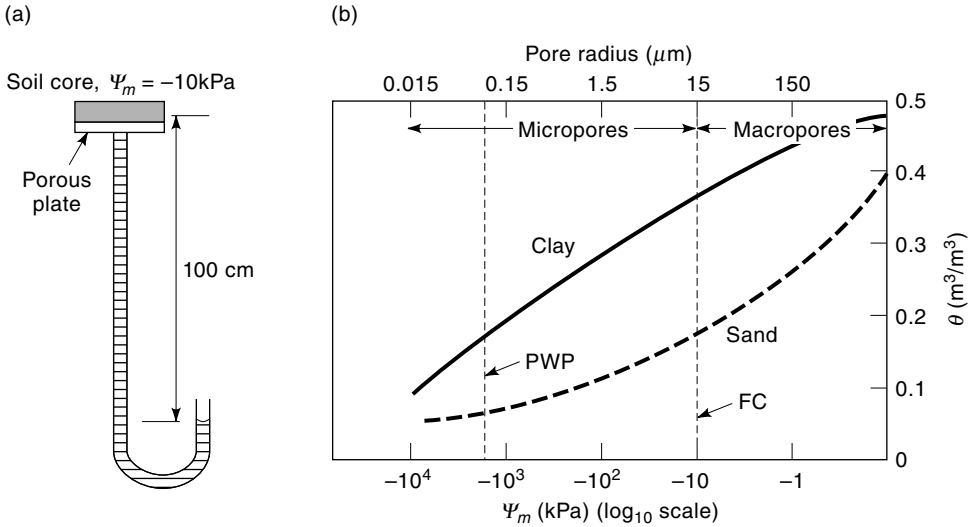 (a)
Soil core, Ψm = −10kPa
Porous
plate
100 cm
(b)
Pore radius (μm)
0.015 0.15 1.5 15 150
Micropores Macropores
Clay
Sand
PWP
FC
0.5
0.4
0.3
0.2
0.1
0
θ (m³/m³)
−10⁴ −10³ −10² −10 −1
Ψm (kPa) (log₁₀ scale)